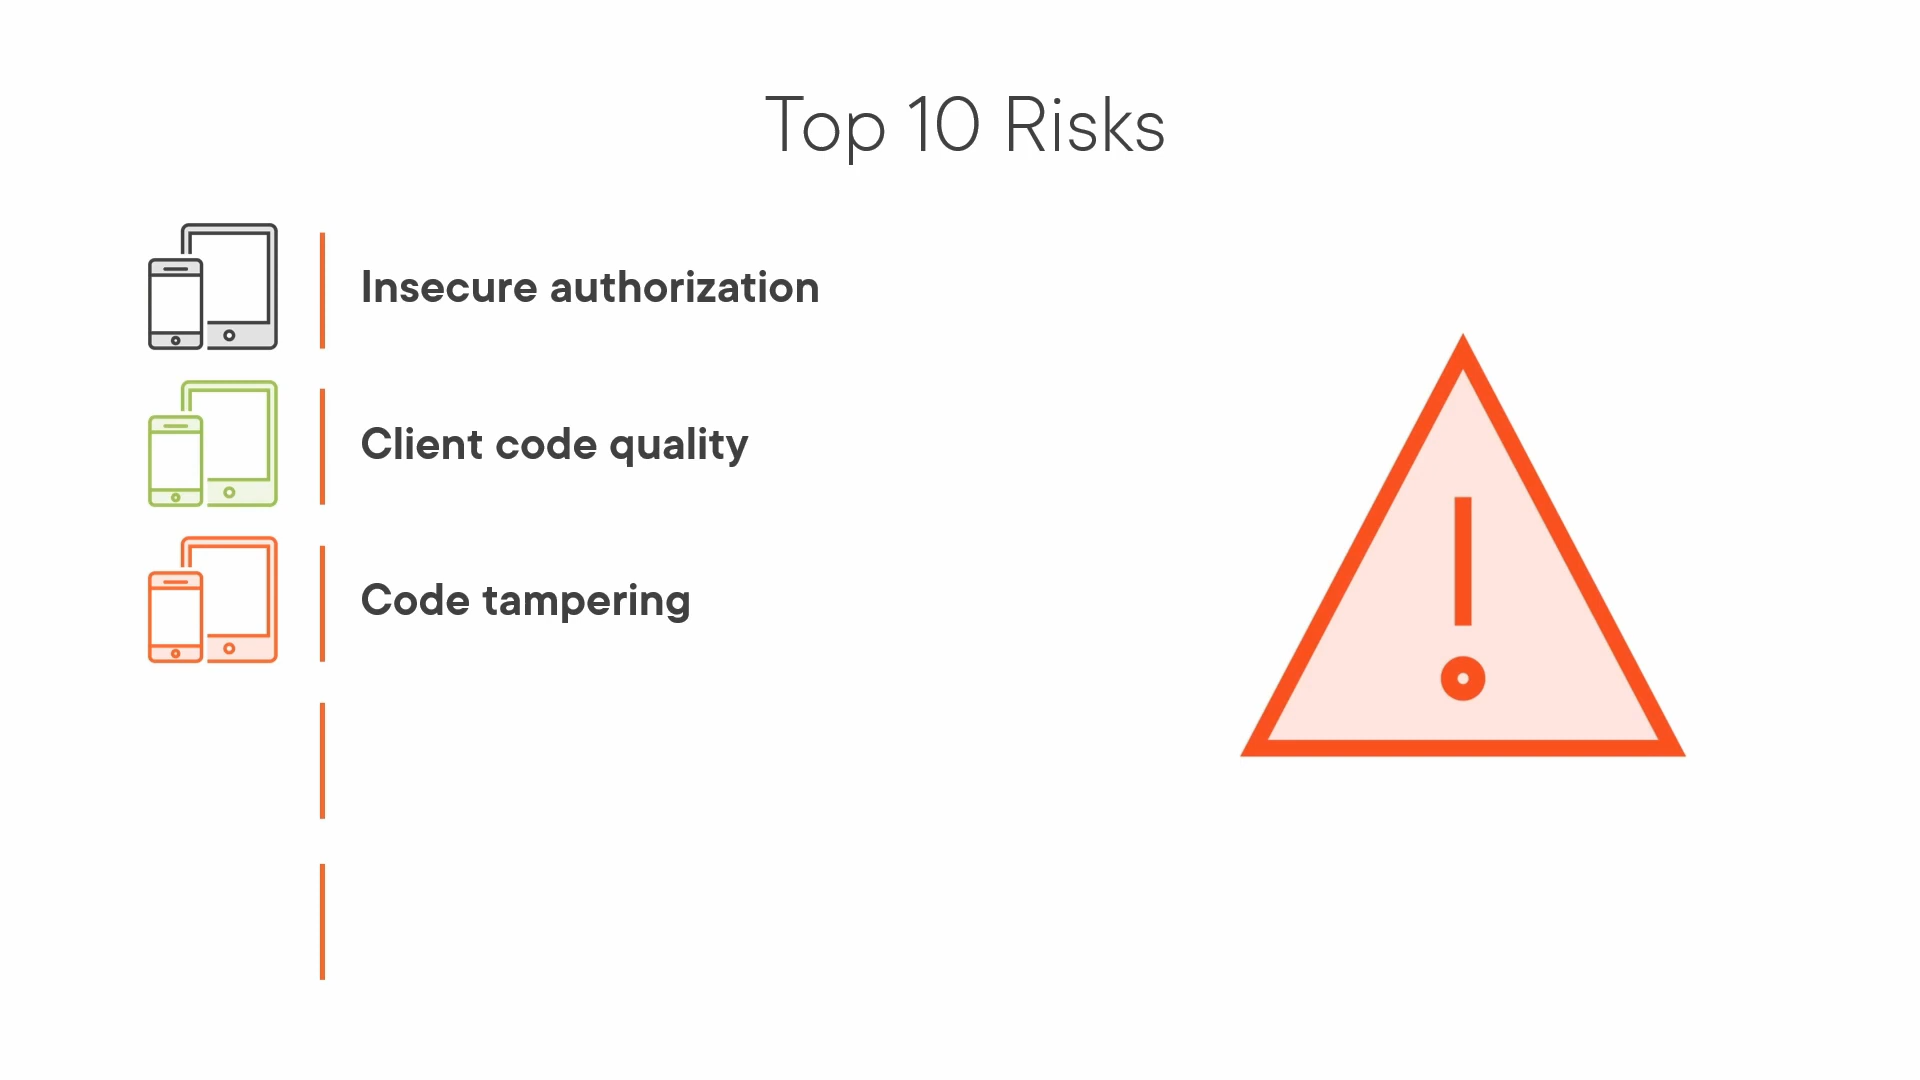 Top 10 Risks
Insecure authorization
Client code quality
Code tampering